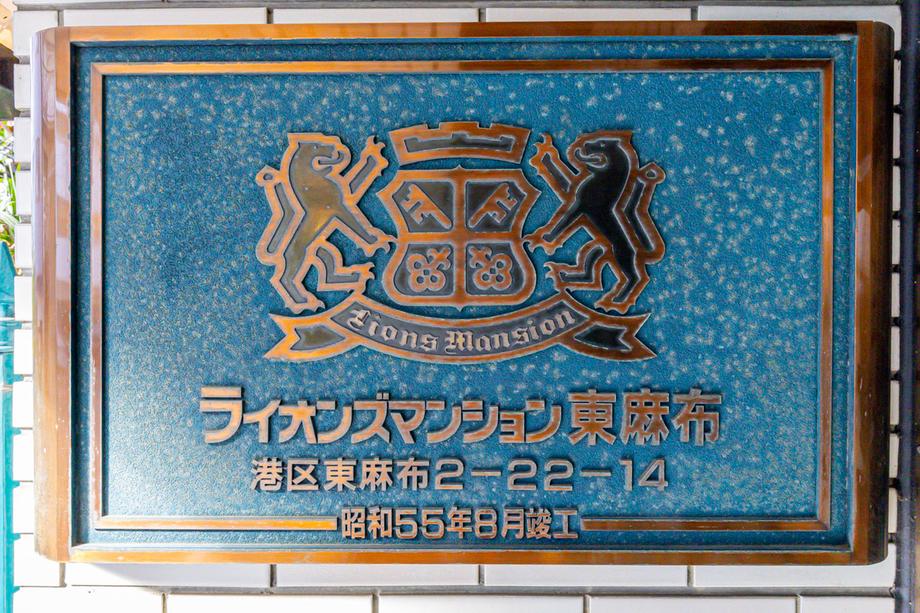 Lions Mansion
ライオンズマンション東麻布
港区東麻布2-22-14
昭和55年8月竣工